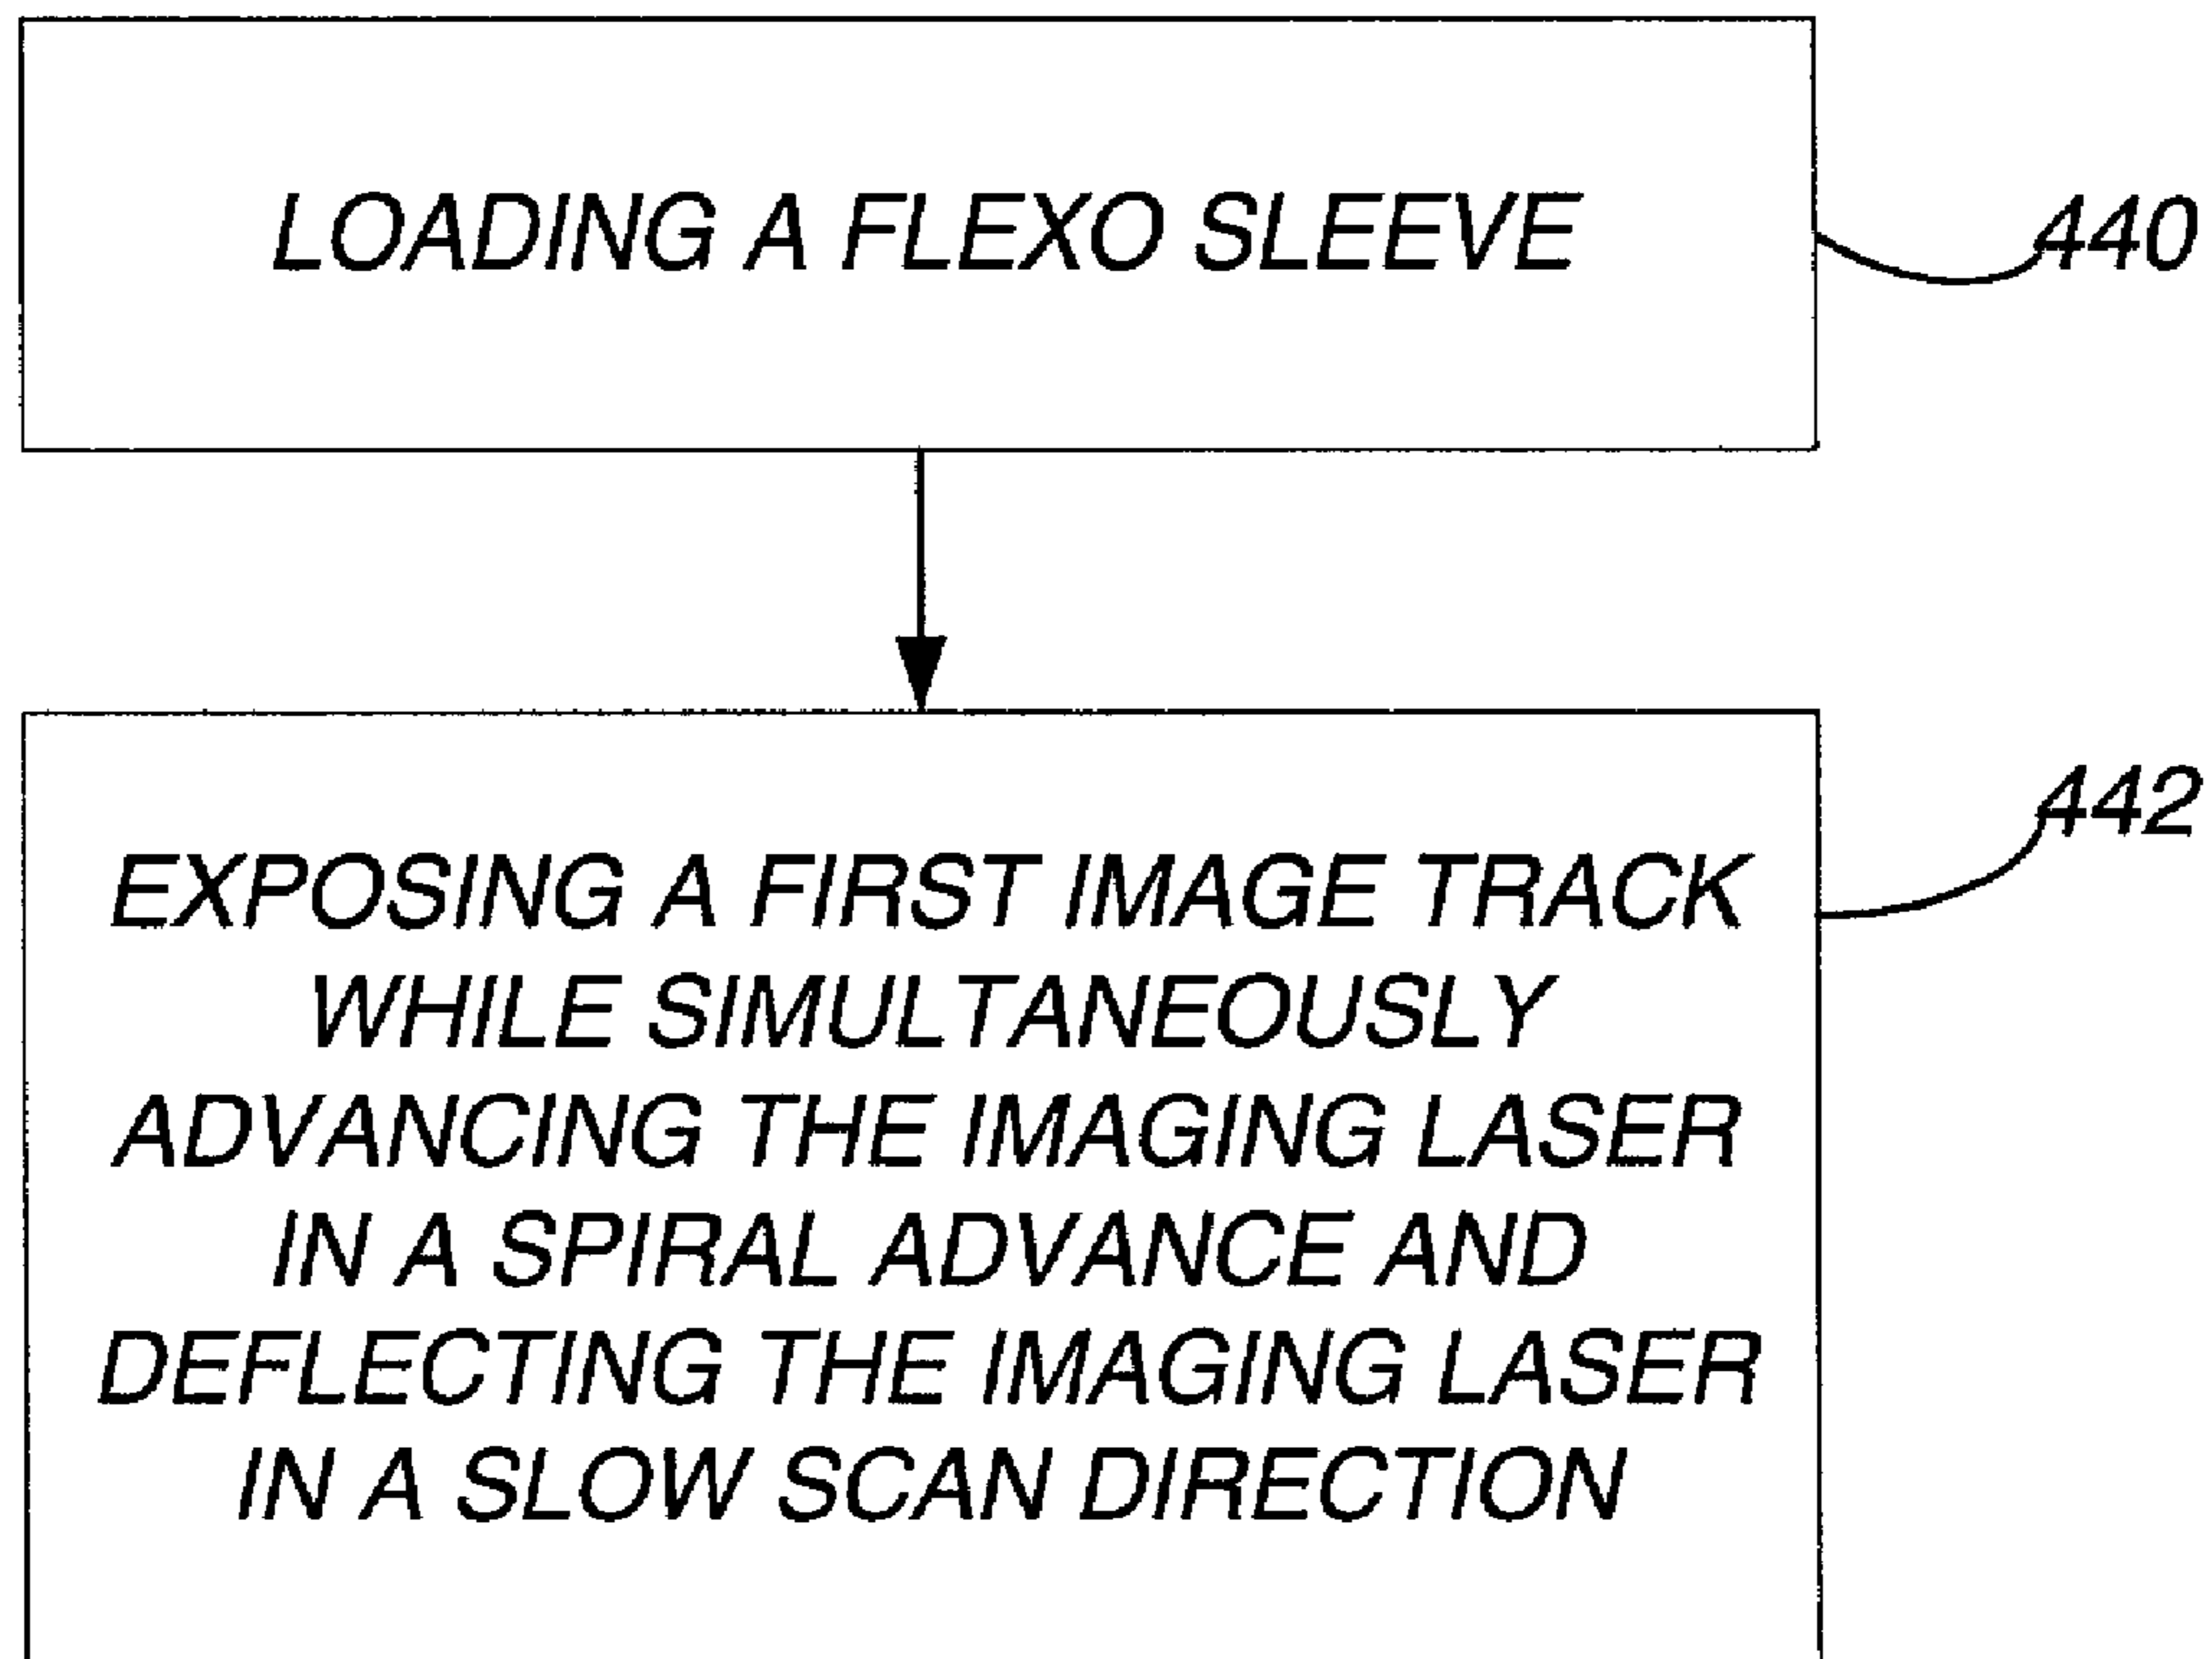 LOADING A FLEXO SLEEVE
440
442
EXPOSING A FIRST IMAGE TRACK
WHILE SIMULTANEOUSLY
ADVANCING THE IMAGING LASER
IN A SPIRAL ADVANCE AND
DEFLECTING THE IMAGING LASER
IN A SLOW SCAN DIRECTION